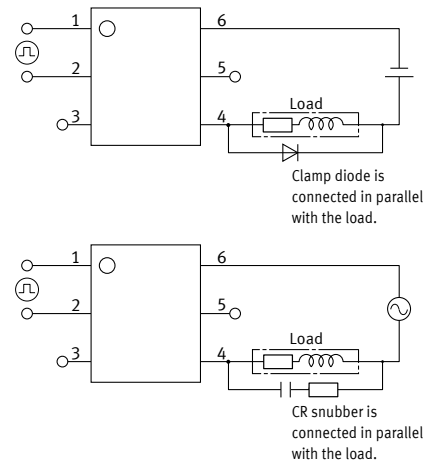 1
6
2
5
3
4
Load
Clamp diode is
connected in parallel
with the load.
1
6
2
5
3
4
Load
CR snubber is
connected in parallel
with the load.